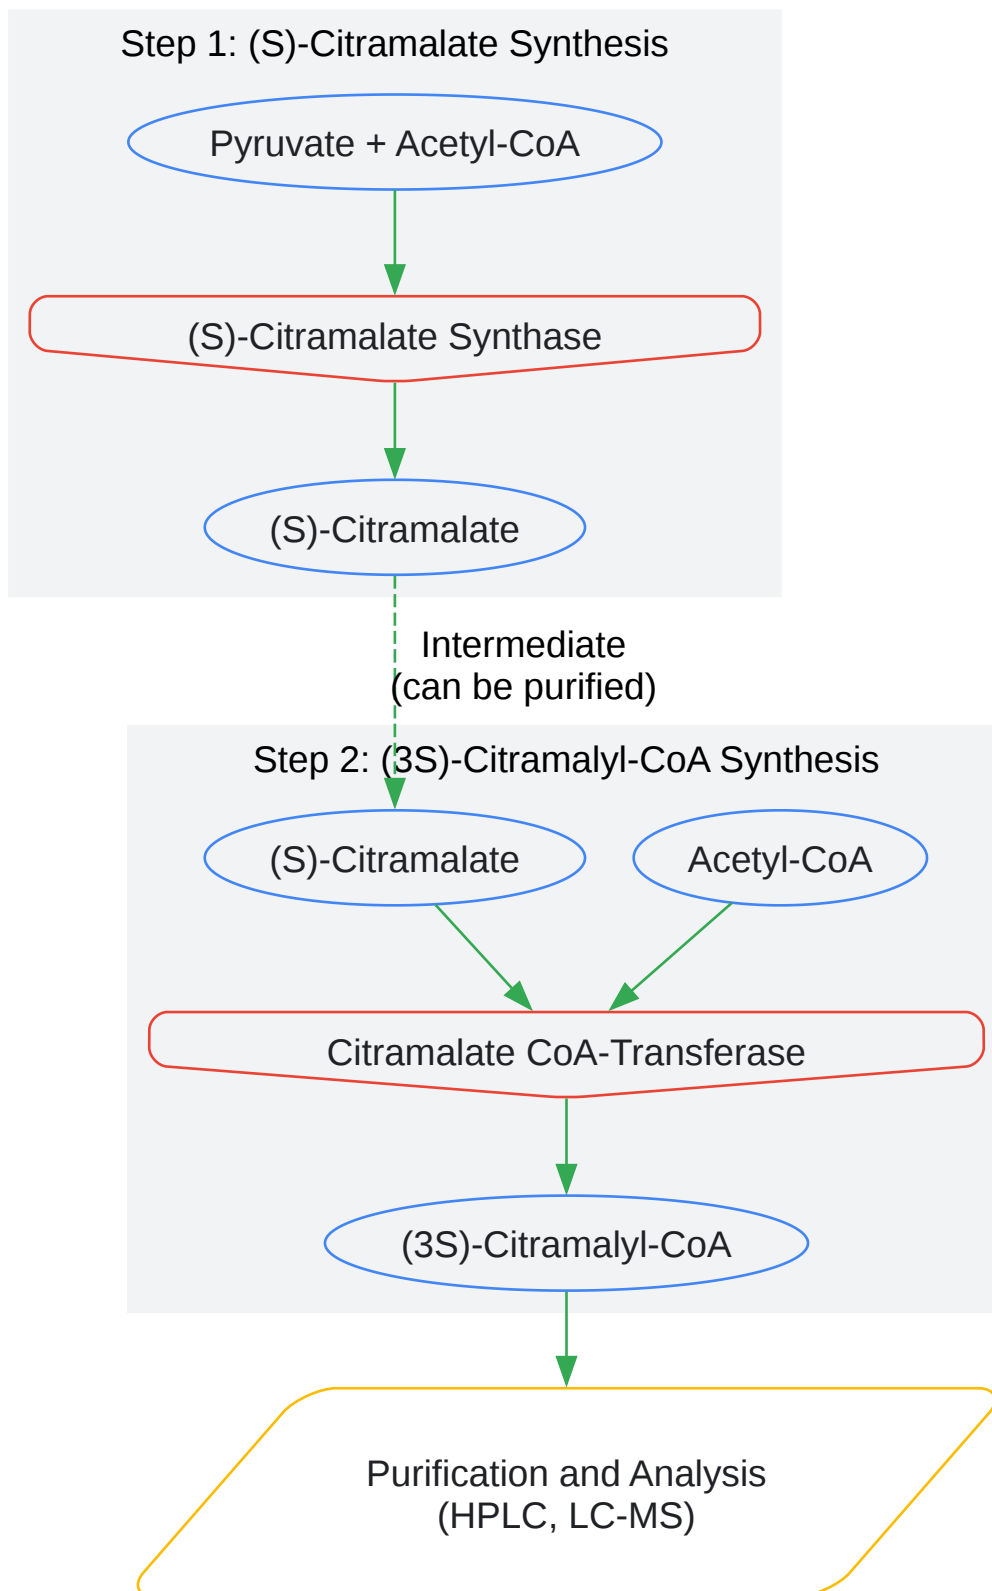 Step 1: (S)-Citramalate Synthesis
Pyruvate + Acetyl-CoA
(S)-Citramalate Synthase
(S)-Citramalate
Intermediate
(can be purified)
Step 2: (3S)-Citramalyl-CoA Synthesis
(S)-Citramalate
Acetyl-CoA
Citramalate CoA-Transferase
(3S)-Citramalyl-CoA
Purification and Analysis
(HPLC, LC-MS)